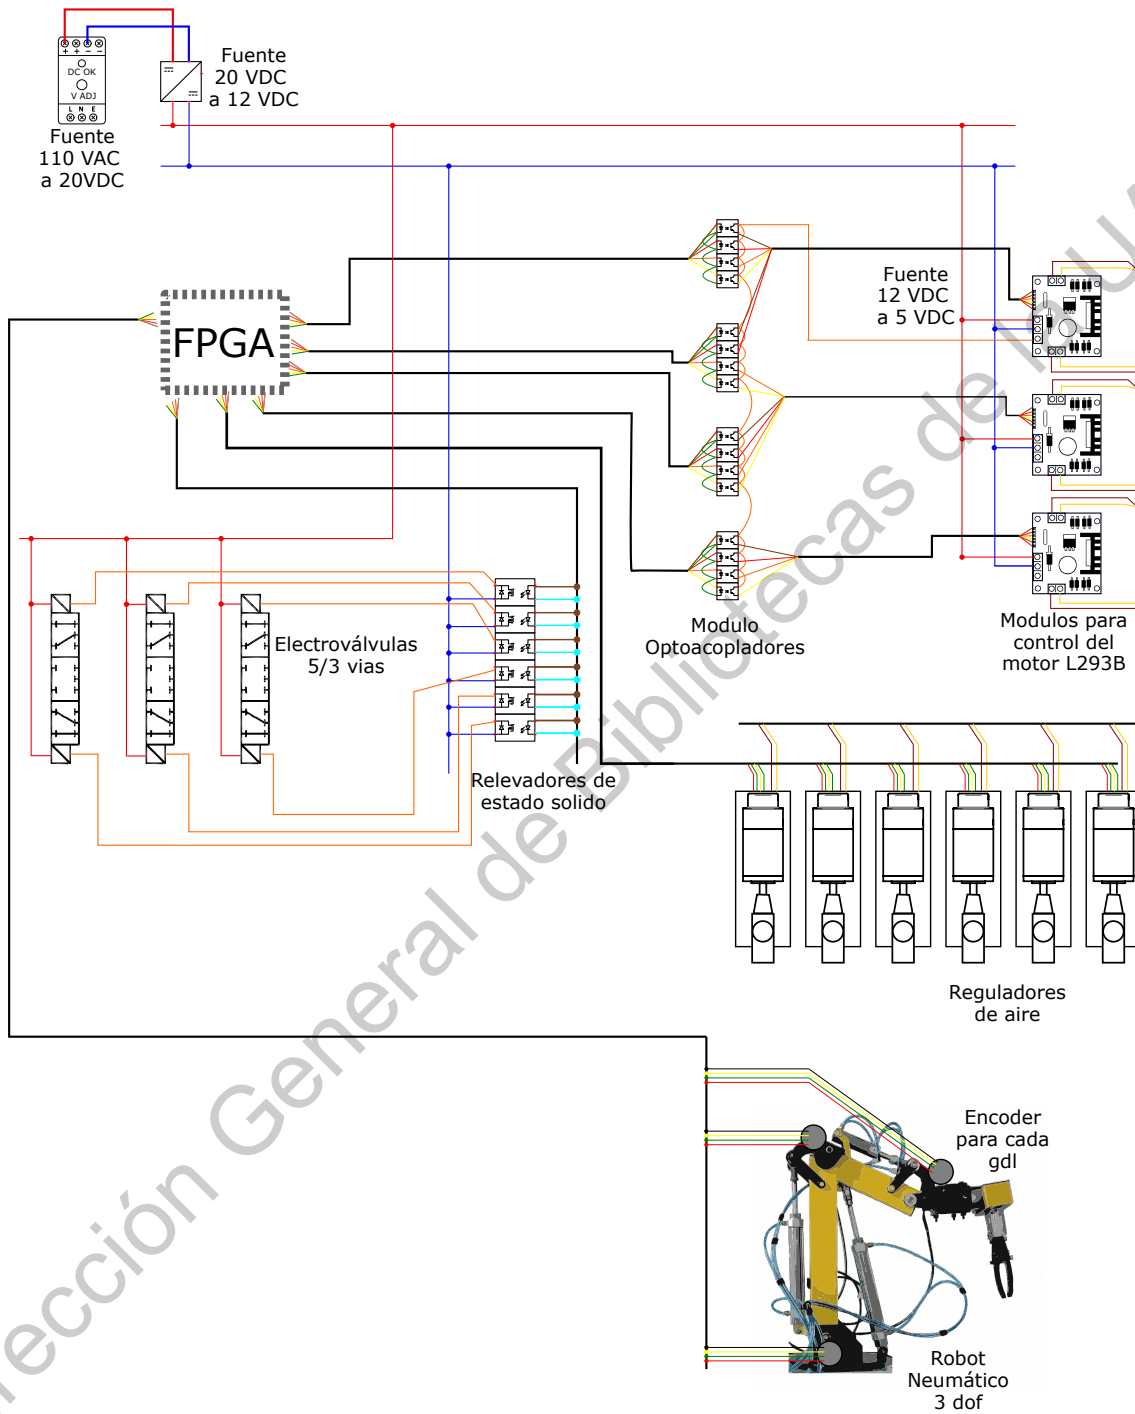 DC OK
V ADJ
L N E
Fuente
110 VAC
a 20VDC
Fuente
20 VDC
a 12 VDC
FPGA
Fuente
12 VDC
a 5 VDC
Modulo
Optoacopladores
Modulos para
control del
motor L293B
Electroválvulas
5/3 vias
Relevadores de
estado solido
Reguladores
de aire
Encoder
para cada
gdl
Robot
Neumático
3 dof
rección General de Bibliotecas de la UA